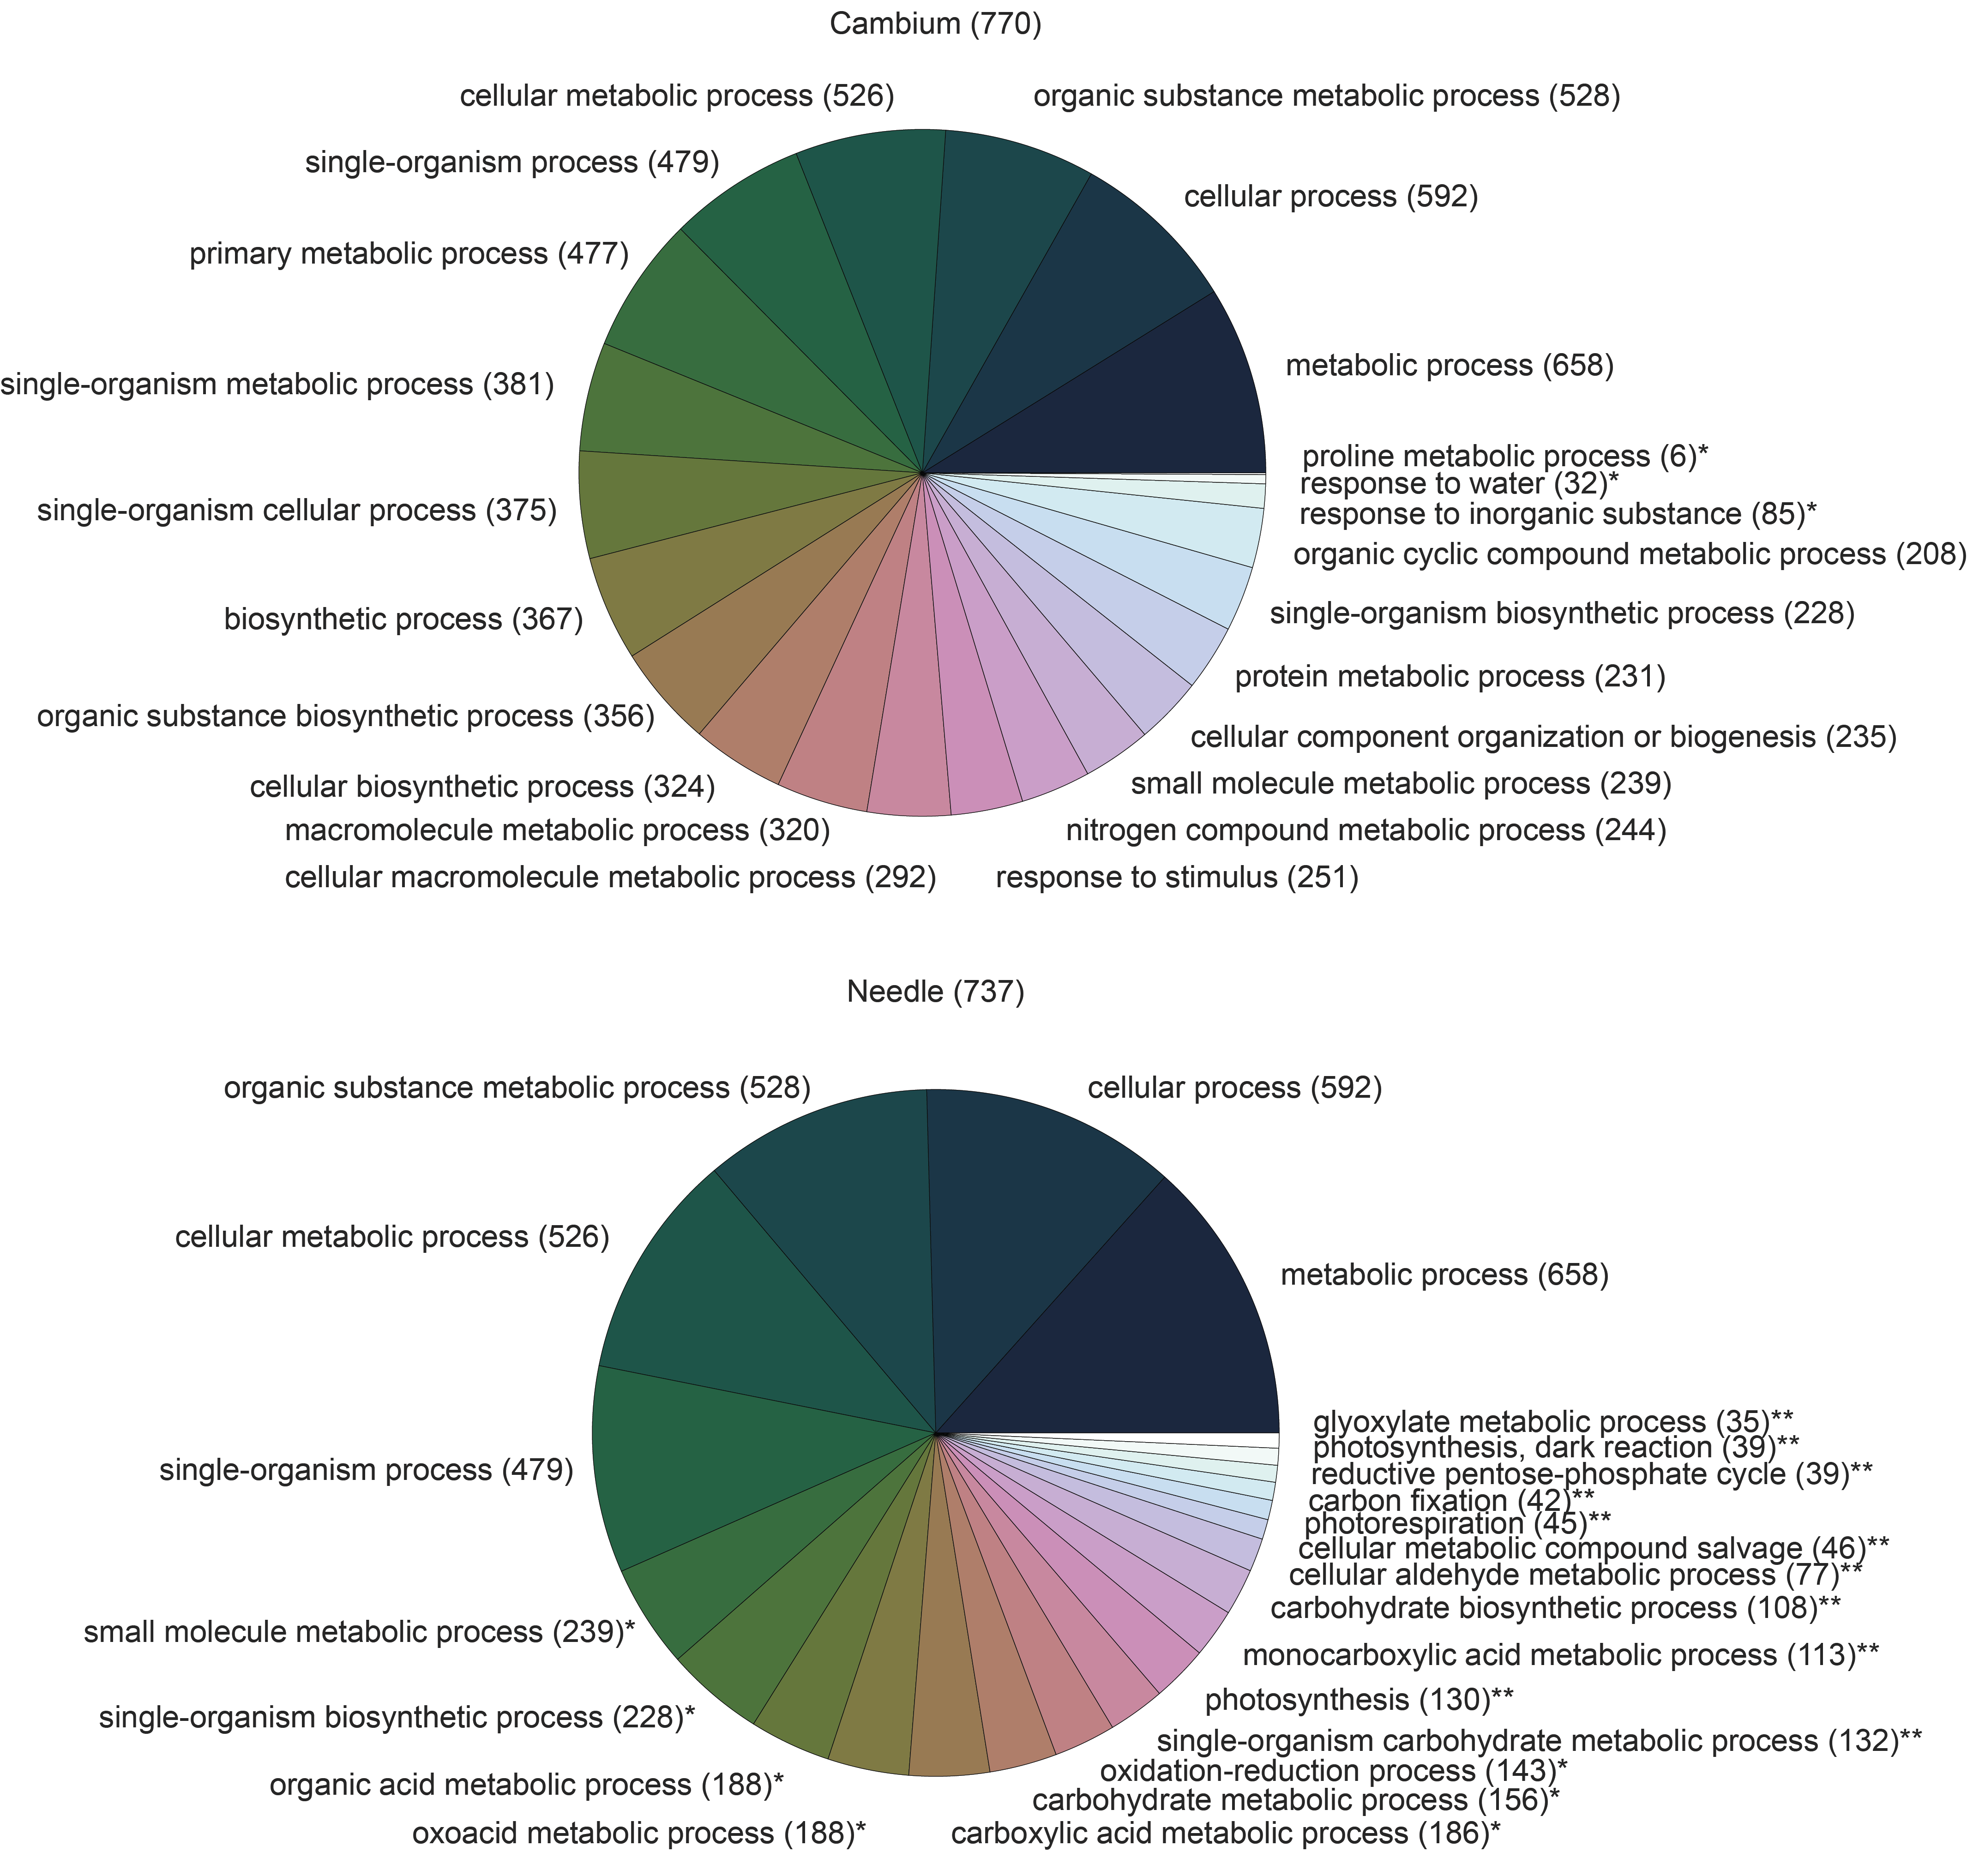 Cambium (770)
cellular metabolic process (526)
organic substance metabolic process (528)
single-organism process (479)
cellular process (592)
primary metabolic process (477)
metabolic process (658)
single-organism metabolic process (381)
proline metabolic process (6)*
response to water (32)*
single-organism cellular process (375)
response to inorganic substance (85)*
organic cyclic compound metabolic process (208)
biosynthetic process (367)
single-organism biosynthetic process (228)
protein metabolic process (231)
organic substance biosynthetic process (356)
cellular component organization or biogenesis (235)
cellular biosynthetic process (324)
small molecule metabolic process (239)
macromolecule metabolic process (320)
nitrogen compound metabolic process (244)
cellular macromolecule metabolic process (292)
response to stimulus (251)
Needle (737)
organic substance metabolic process (528)
cellular process (592)
cellular metabolic process (526)
metabolic process (658)
glyoxylate metabolic process (35)**
photosynthesis, dark reaction (39)**
single-organism process (479)
reductive pentose-phosphate cycle (39)**
carbon fixation (42)**
photorespiration (45)**
cellular metabolic compound salvage (46)**
cellular aldehyde metabolic process (77)**
carbohydrate biosynthetic process (108)**
small molecule metabolic process (239)*
monocarboxylic acid metabolic process (113)**
photosynthesis (130)**
single-organism biosynthetic process (228)*
single-organism carbohydrate metabolic process (132)**
oxidation-reduction process (143)*
organic acid metabolic process (188)*
carbohydrate metabolic process (156)*
oxoacid metabolic process (188)*
carboxylic acid metabolic process (186)*